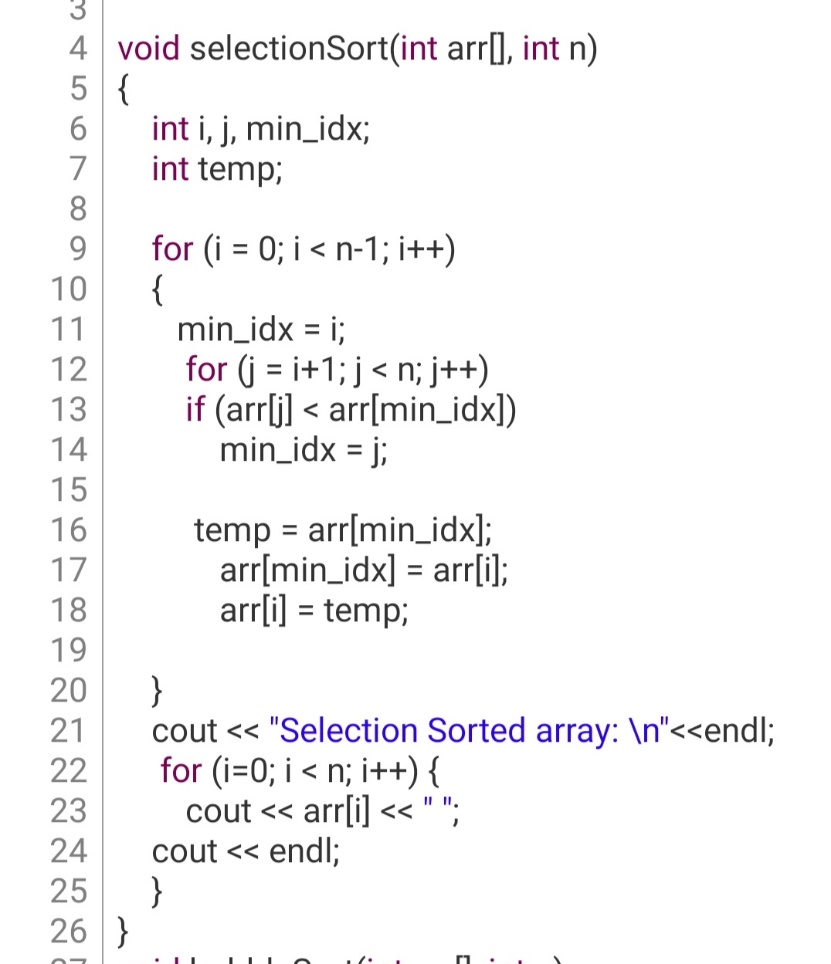 3
4 void selectionSort(int arr[], int n)
5 {
6 int i, j, min_idx;
7 int temp;
8
9 for (i = 0; i < n-1; i++)
10 {
11 min_idx = i;
12 for (j = i+1; j < n; j++)
13 if (arr[j] < arr[min_idx])
14 min_idx = j;
15
16 temp = arr[min_idx];
17 arr[min_idx] = arr[i];
18 arr[i] = temp;
19
20 }
21 cout << "Selection Sorted array: \n"<<endl;
22 for (i=0; i < n; i++) {
23 cout << arr[i] << " ";
24 cout << endl;
25 }
26 }